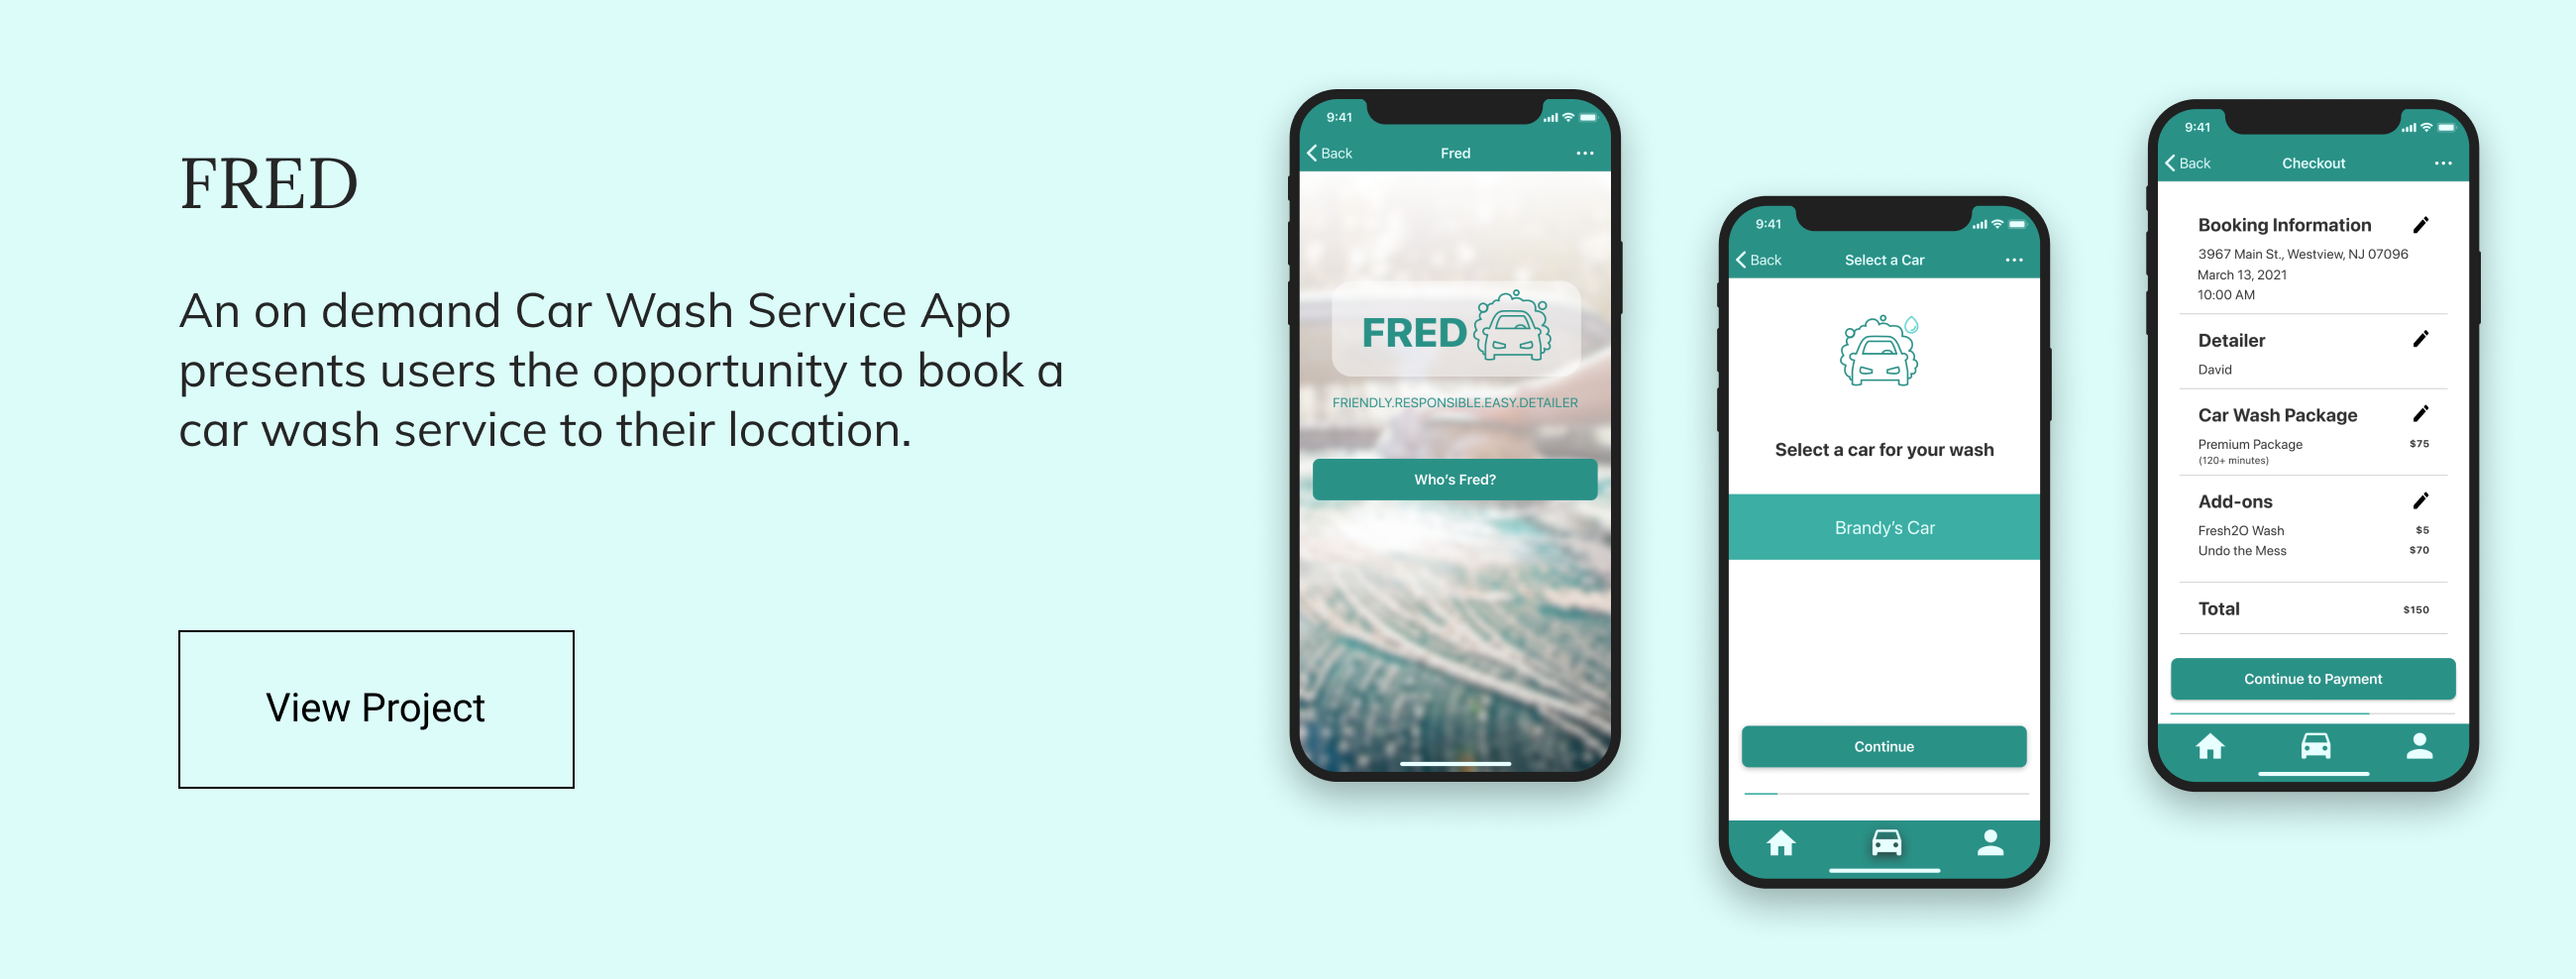 FRED
An on demand Car Wash Service App
presents users the opportunity to book a
car wash service to their location.
View Project
9:41
Back
Fred
FRED
FRIENDLY.RESPONSIBLE.EASY.DETAILER
Who's Fred?
9:41
Back
Select a Car
Select a car for your wash
Brandy's Car
Continue
9:41
Back
Checkout
Booking Information
3967 Main St., Westview, NJ 07096
March 13, 2021
10:00 AM
Detailer
David
Car Wash Package
Premium Package $75
(120+ minutes)
Add-ons
Fresh2O Wash $5
Undo the Mess $70
Total $150
Continue to Payment